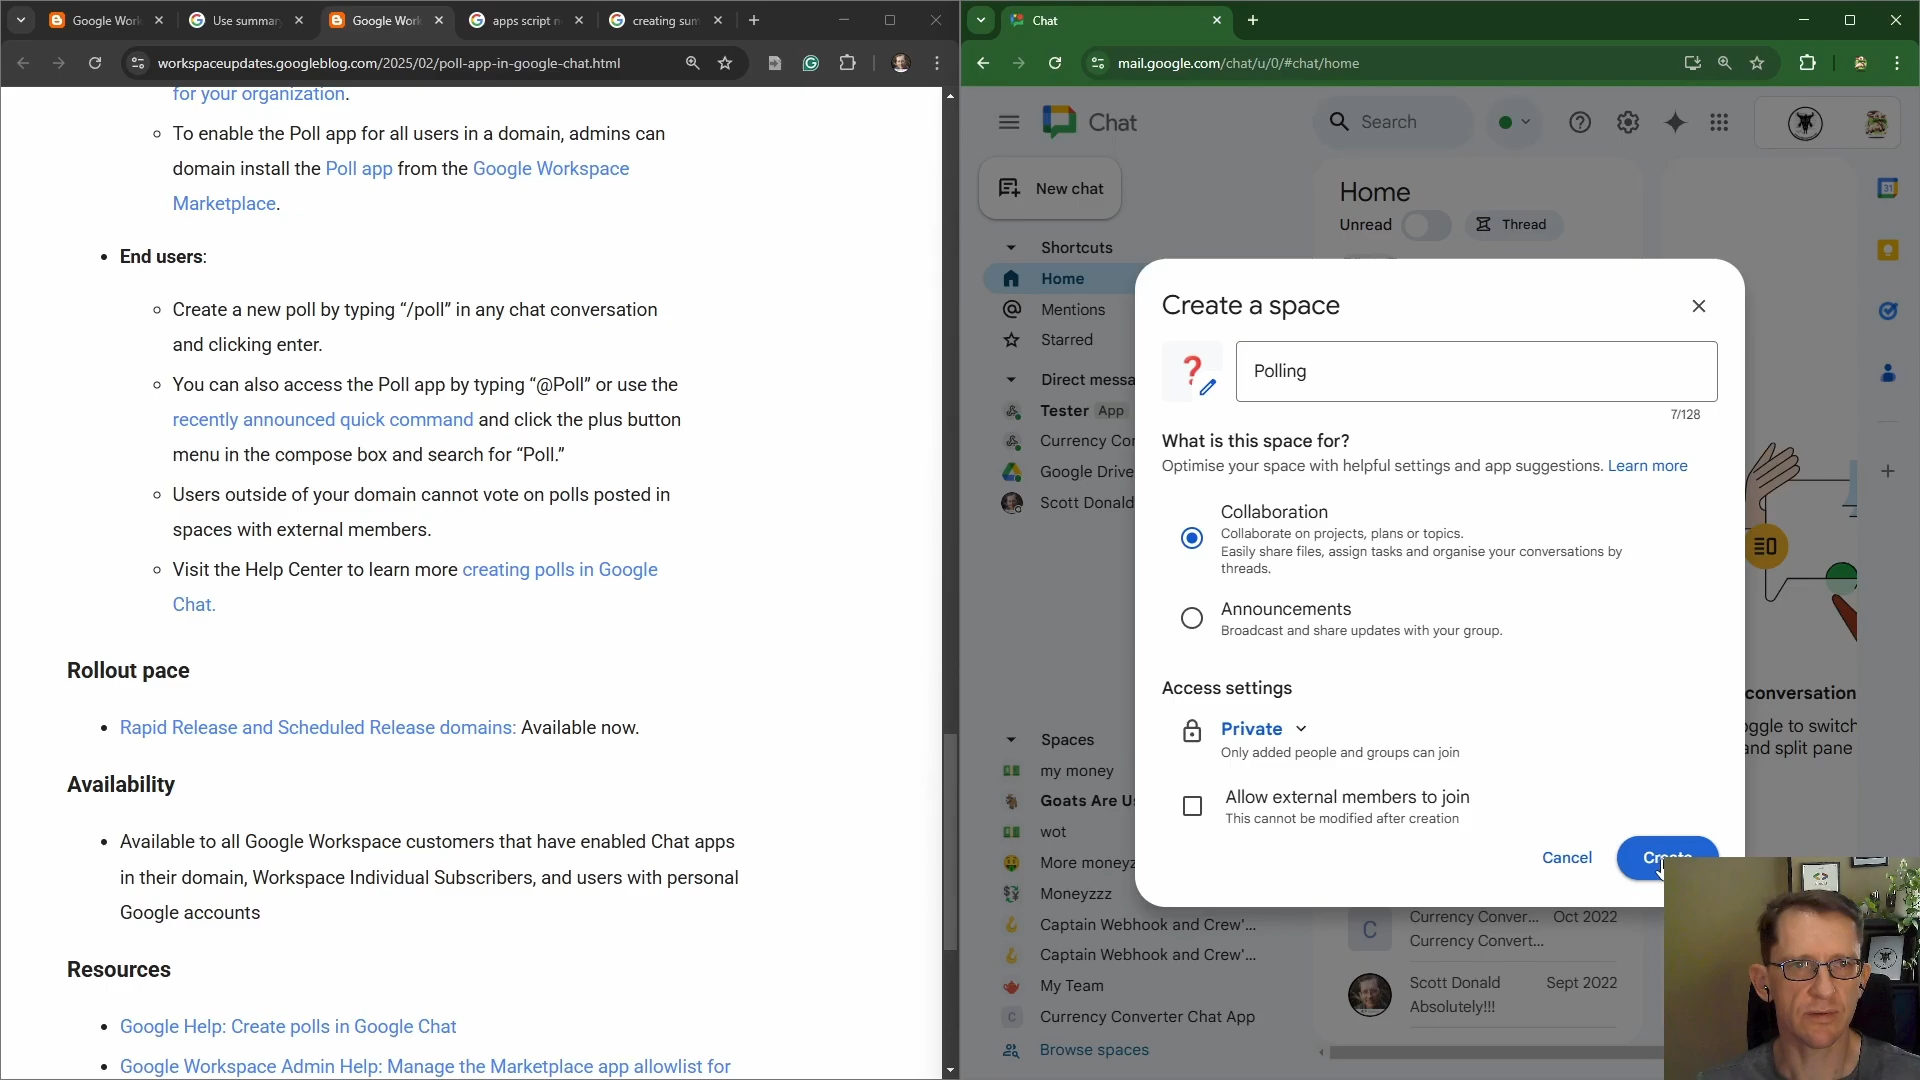 Google Work
Use summar
Google Work
apps script n
creating sum
workspaceupdates.googleblog.com/2025/02/poll-app-in-google-chat.html
for your organization.
To enable the Poll app for all users in a domain, admins can
domain install the Poll app from the Google Workspace
Marketplace.
End users:
Create a new poll by typing “/poll” in any chat conversation
and clicking enter.
You can also access the Poll app by typing “@Poll” or use the
recently announced quick command and click the plus button
menu in the compose box and search for “Poll.”
Users outside of your domain cannot vote on polls posted in
spaces with external members.
Visit the Help Center to learn more creating polls in Google
Chat.
Rollout pace
Rapid Release and Scheduled Release domains: Available now.
Availability
Available to all Google Workspace customers that have enabled Chat apps
in their domain, Workspace Individual Subscribers, and users with personal
Google accounts
Resources
Google Help: Create polls in Google Chat
Google Workspace Admin Help: Manage the Marketplace app allowlist for
Chat
mail.google.com/chat/u/0/#chat/home
Chat
Search
New chat
Shortcuts
Home
Mentions
Starred
Direct messa
Tester App
Currency Cor
Google Drive
Scott Donald
Spaces
my money
Goats Are U
wot
More moneyz
Moneyzzz
Captain Webhook and Crew'...
Captain Webhook and Crew'...
My Team
C Currency Converter Chat App
Browse spaces
Home
Unread
Thread
Create a space
Polling
7/128
What is this space for?
Optimise your space with helpful settings and app suggestions. Learn more
Collaboration
Collaborate on projects, plans or topics.
Easily share files, assign tasks and organise your conversations by
threads.
Announcements
Broadcast and share updates with your group.
Access settings
Private
Only added people and groups can join
Allow external members to join
This cannot be modified after creation
Cancel
Create
conversation
oggle to switch
and split pane
C
Currency Conver... Oct 2022
Currency Convert...
Scott Donald Sept 2022
Absolutely!!!
31